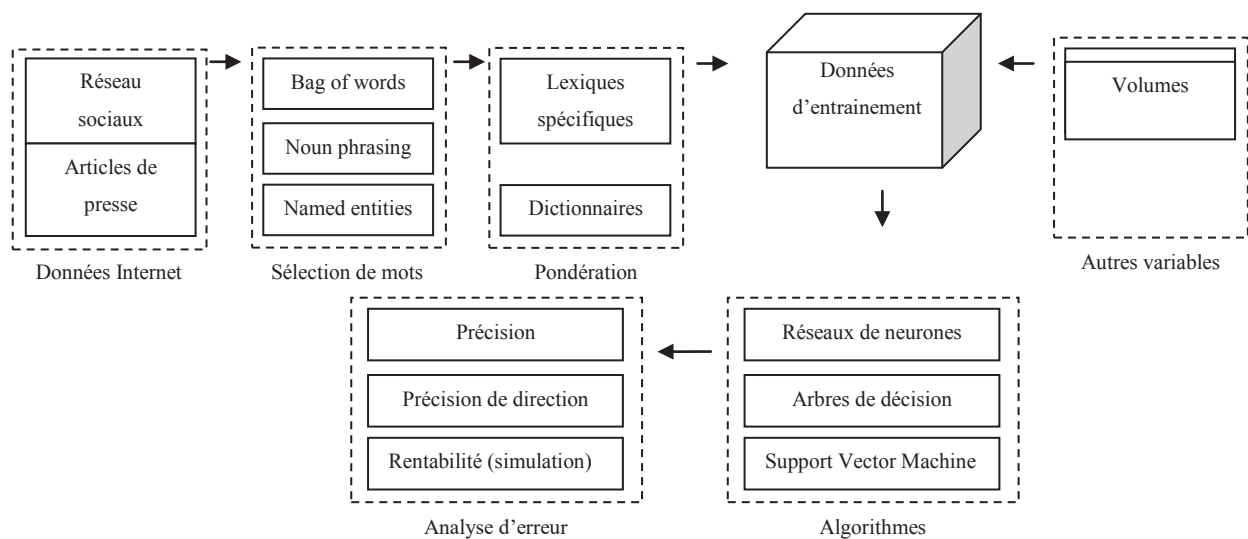 Réseau
sociaux
Articles de
presse
Données Internet
Bag of words
Noun phrasing
Named entities
Sélection de mots
Lexiques
spécifiques
Dictionnaires
Pondération
Données
d’entrainement
Volumes
Autres variables
Précision
Précision de direction
Rentabilité (simulation)
Analyse d’erreur
Réseaux de neurones
Arbres de décision
Support Vector Machine
Algorithmes